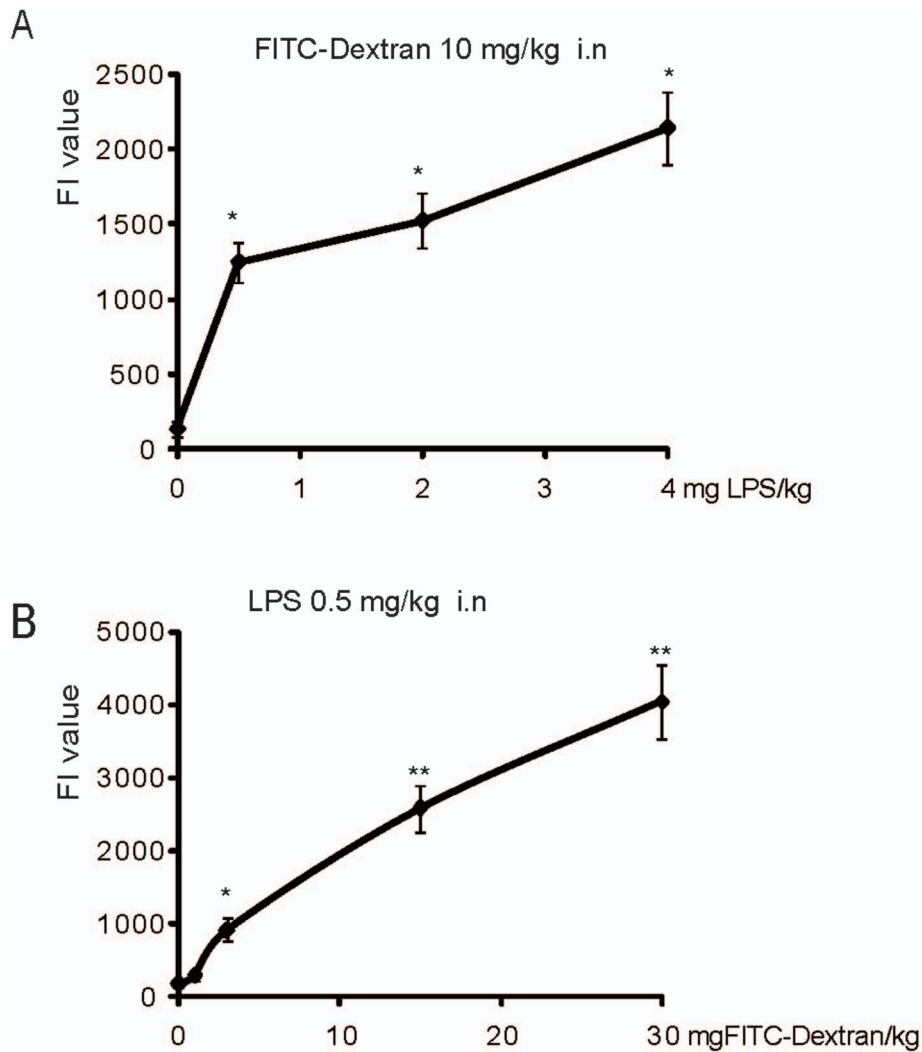 A
FITC-Dextran 10 mg/kg i.n
FI value
2500
2000
1500
1000
500
0
*
*
*
0 1 2 3 4 mg LPS/kg
B
LPS 0.5 mg/kg i.n
FI value
5000
4000
3000
2000
1000
0
*
**
**
0 10 20 30 mgFITC-Dextran/kg